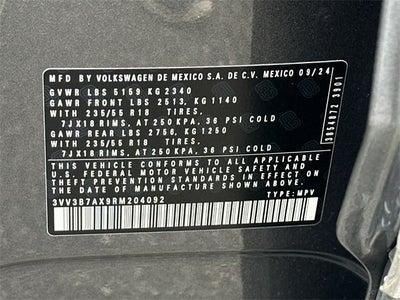 MFD BY VOLKSWAGEN DE MEXICO S.A. DE C.V. MEXICO 09/24
GVWR LBS 5159 KG 2340
GAWR FRONT LBS 2513, KG 1140
WITH 235/55 R18 TIRES,
7JX18 RIMS, AT 250 KPA, 36 PSI COLD
GAWR REAR LBS 2756, KG 1250
WITH 235/55 R18 TIRES,
7JX18 RIMS, AT 250 KPA, 36 PSI COLD
THIS VEHICLE CONFORMS TO ALL APPLICABLE
U.S. FEDERAL MOTOR VEHICLE SAFETY AND
THEFT PREVENTION STANDARDS IN EFFECT ON
THE DATE OF MANUFACTURE SHOWN ABOVE.
3VV3B7AX9RM204092 TYPE: MPV
3054072 3301